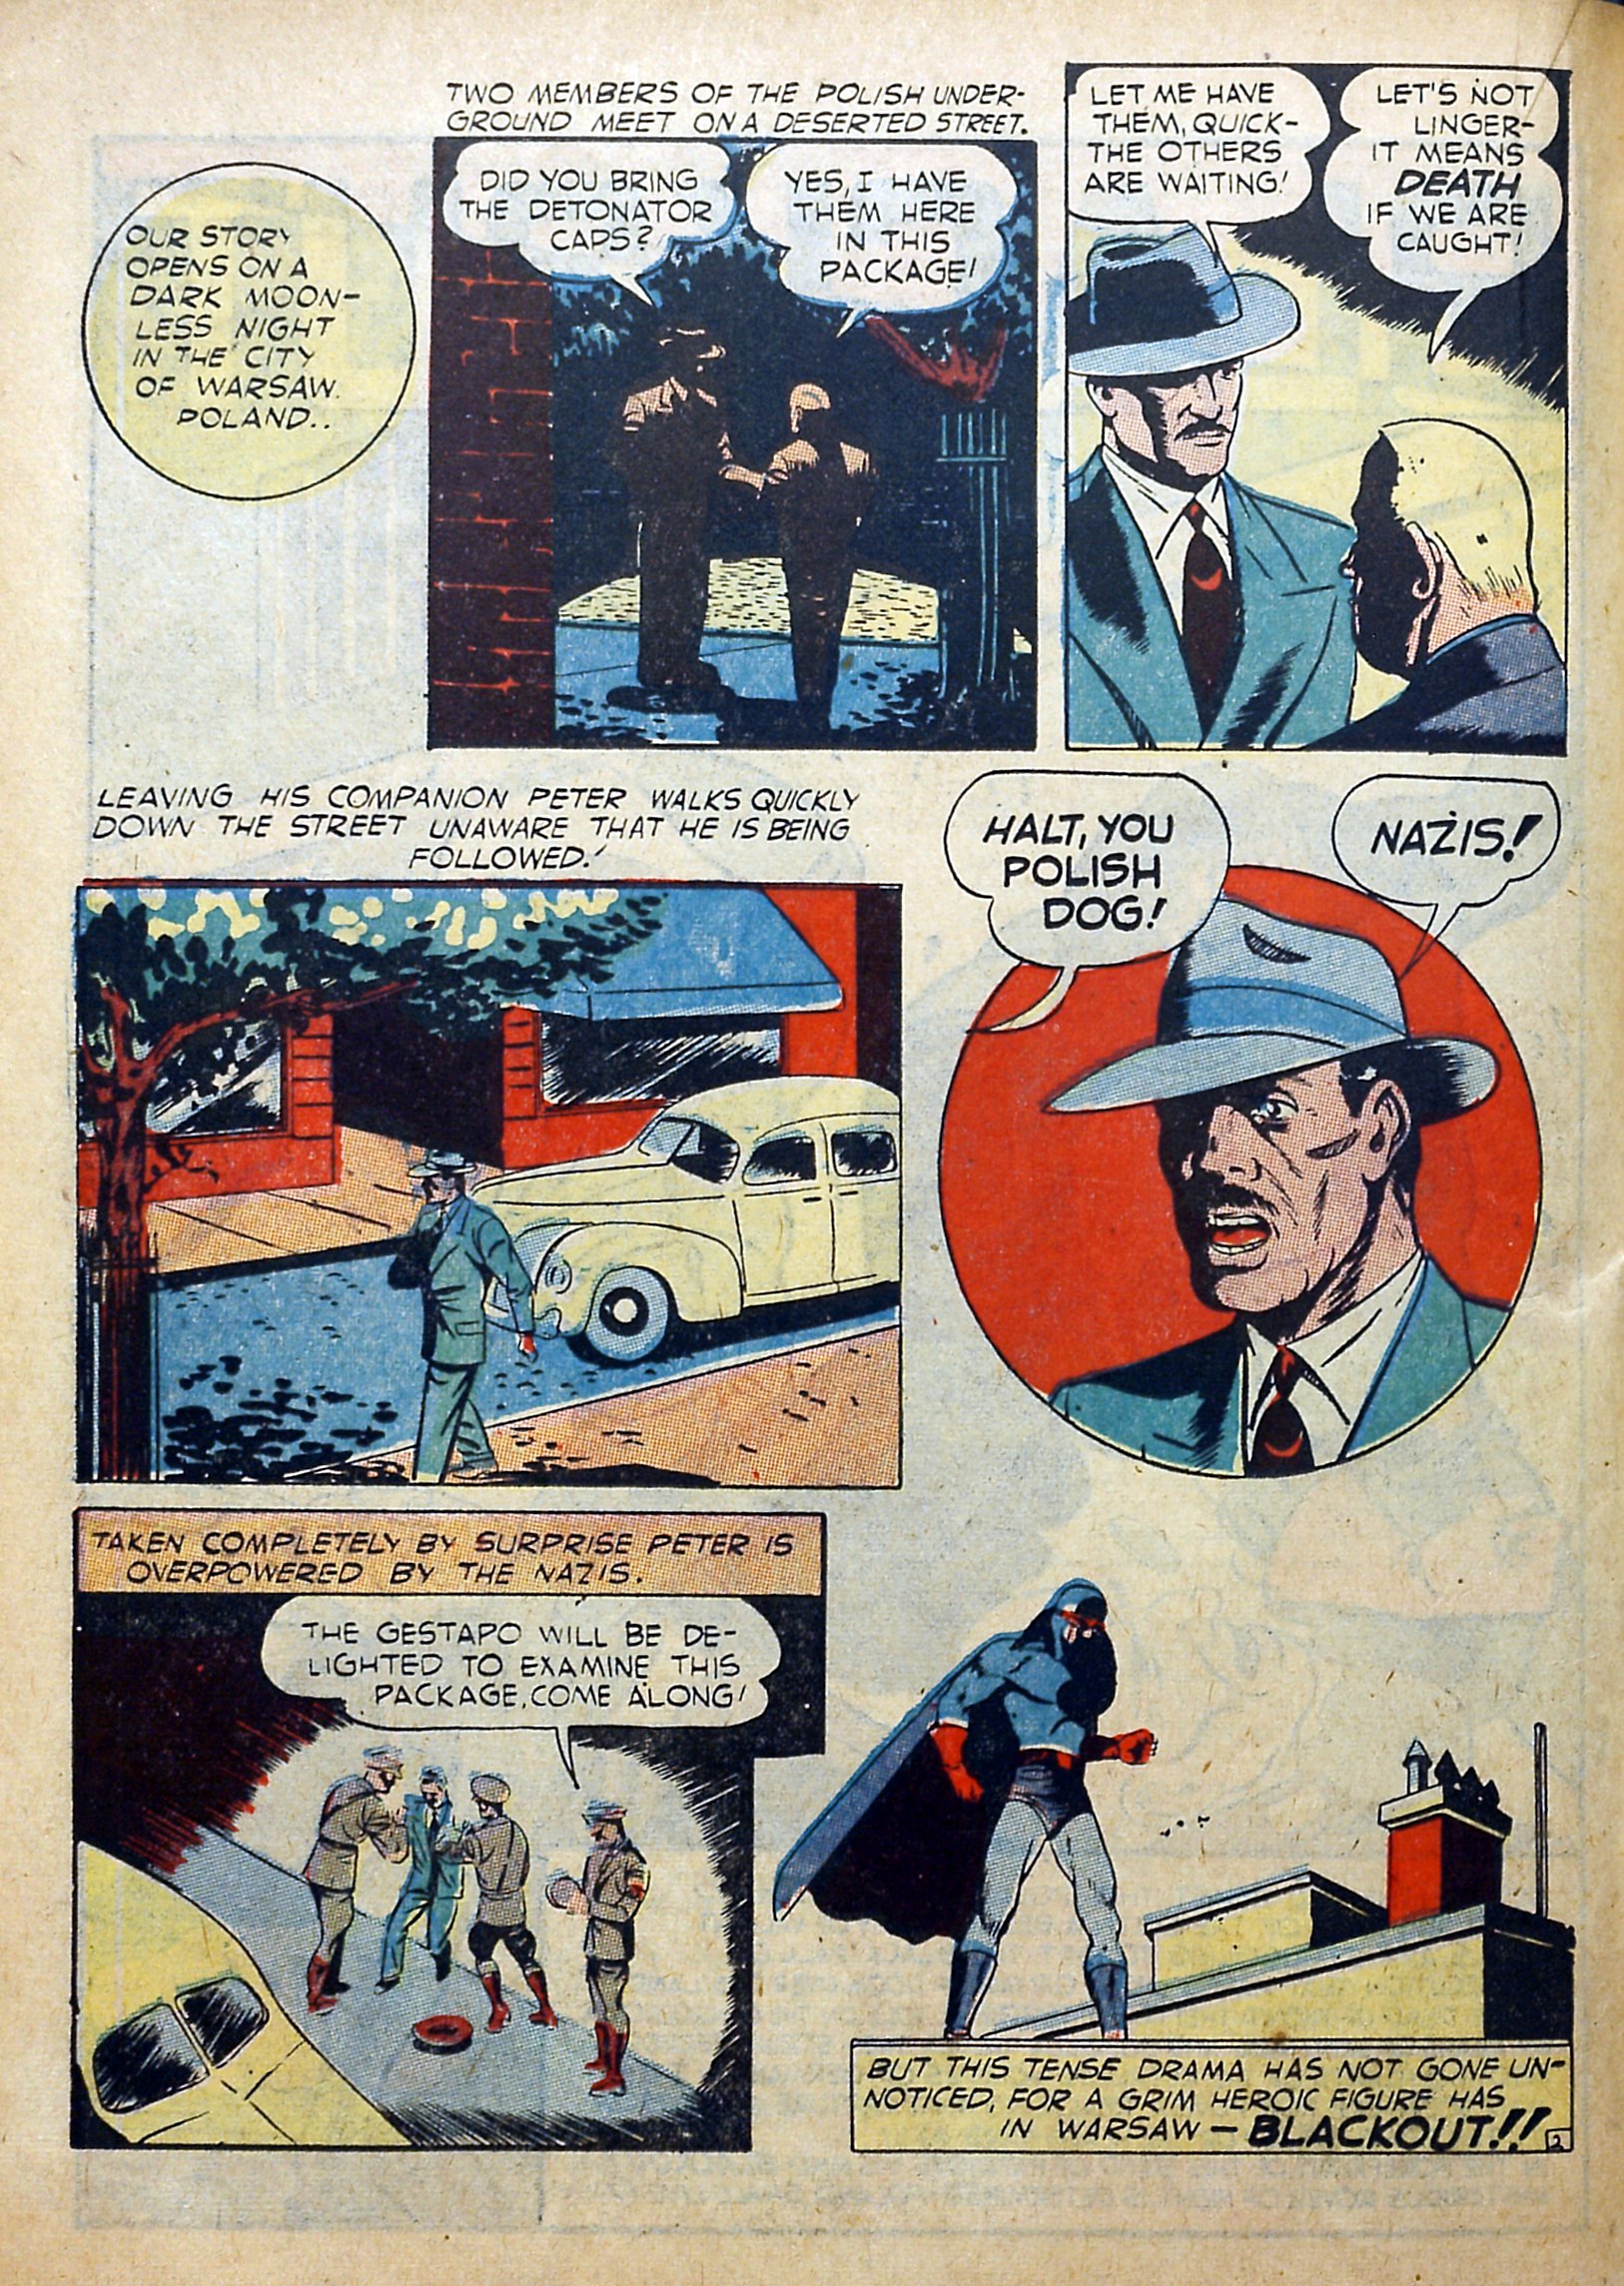 OUR STORY
OPENS ON A
DARK MOON-
LESS NIGHT
IN THE CITY
OF WARSAW.
POLAND..
TWO MEMBERS OF THE POLISH UNDER-
GROUND MEET ON A DESERTED STREET.
DID YOU BRING
THE DETONATOR
CAPS?
YES, I HAVE
THEM HERE
IN THIS
PACKAGE!
LET ME HAVE
THEM, QUICK-
THE OTHERS
ARE WAITING!
LET'S NOT
LINGER-
IT MEANS
DEATH
IF WE ARE
CAUGHT!
LEAVING HIS COMPANION PETER WALKS QUICKLY
DOWN THE STREET UNAWARE THAT HE IS BEING
FOLLOWED.'
HALT, YOU
POLISH
DOG!
NAZIS!
TAKEN COMPLETELY BY SURPRISE PETER IS
OVERPOWERED BY THE NAZIS.
THE GESTAPO WILL BE DE-
LIGHTED TO EXAMINE THIS
PACKAGE, COME ALONG!
BUT THIS TENSE DRAMA HAS NOT GONE UN-
NOTICED, FOR A GRIM HEROIC FIGURE HAS
IN WARSAW - BLACKOUT!!
2